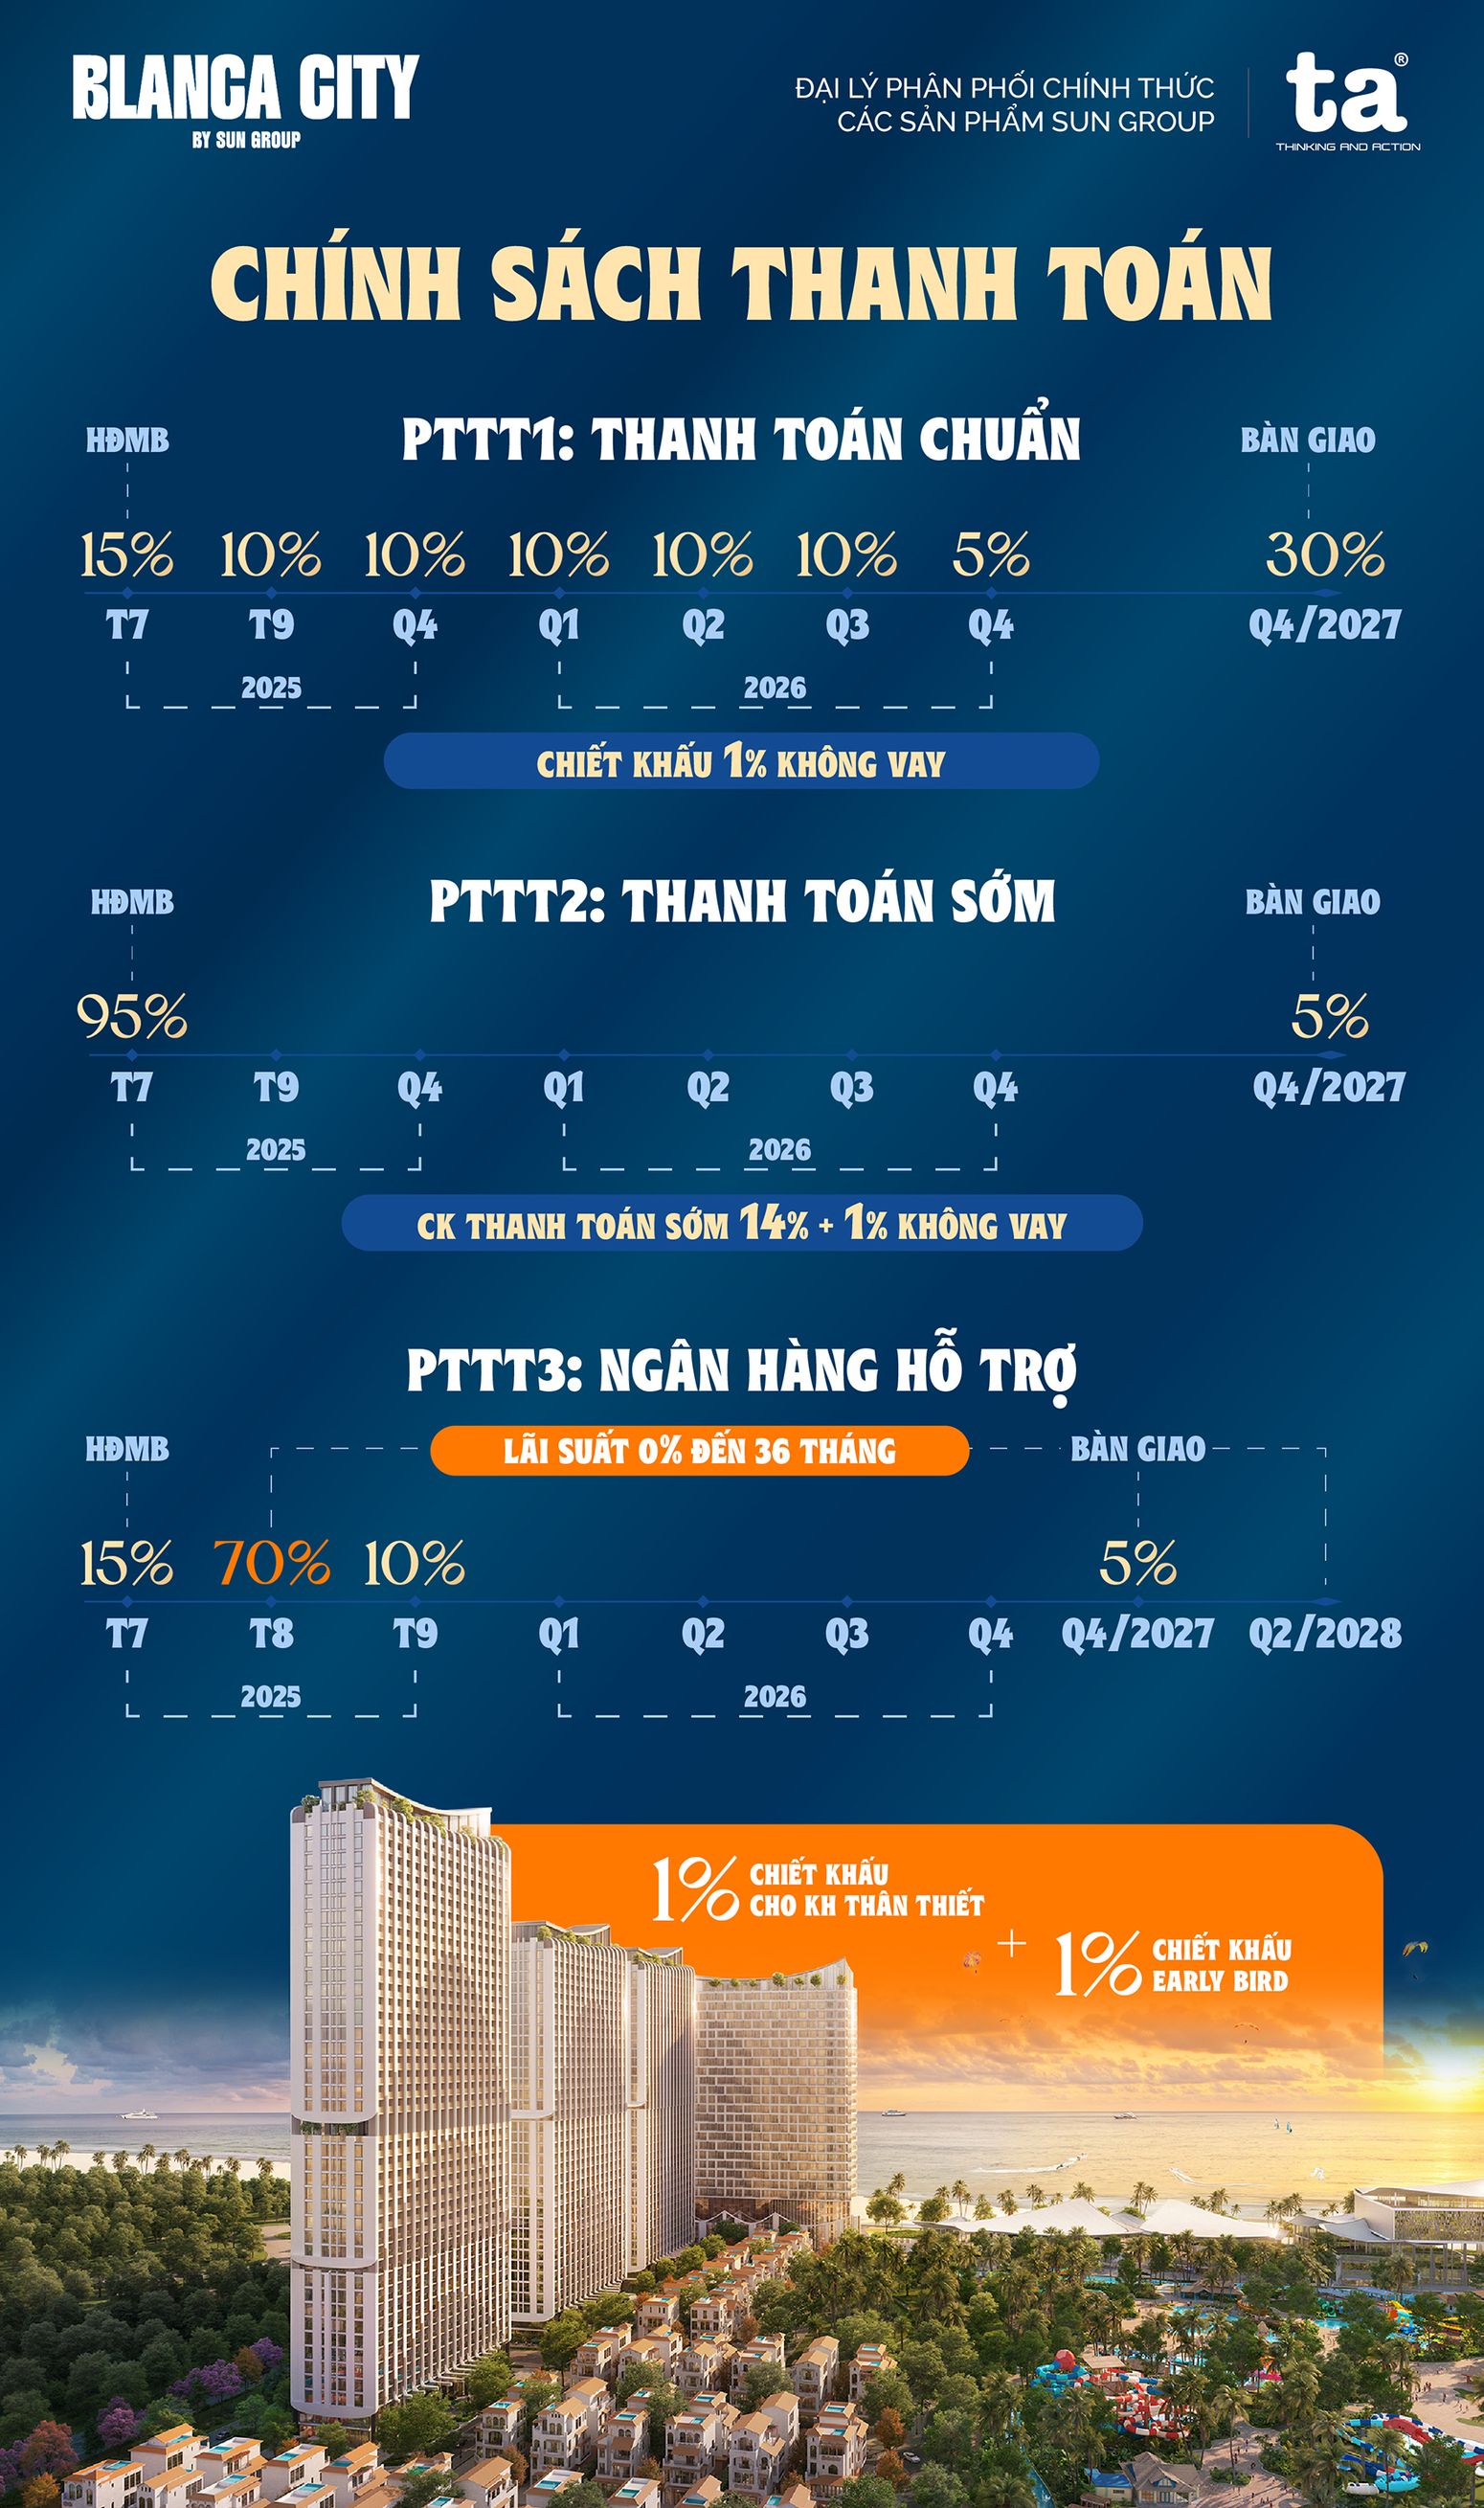 BLANCA CITY
BY SUN GROUP
ĐẠI LÝ PHÂN PHỐI CHÍNH THỨC
CÁC SẢN PHẨM SUN GROUP
ta®
THINKING AND ACTION
CHÍNH SÁCH THANH TOÁN
PTTT1: THANH TOÁN CHUẨN
HĐMB
BÀN GIAO
15% 10% 10% 10% 10% 10% 5% 30%
T7 T9 Q4 Q1 Q2 Q3 Q4 Q4/2027
2025 2026
CHIẾT KHẤU 1% KHÔNG VAY
PTTT2: THANH TOÁN SỚM
HĐMB
BÀN GIAO
95% 5%
T7 T9 Q4 Q1 Q2 Q3 Q4 Q4/2027
2025 2026
CK THANH TOÁN SỚM 14% + 1% KHÔNG VAY
PTTT3: NGÂN HÀNG HỖ TRỢ
HĐMB
LÃI SUẤT 0% ĐẾN 36 THÁNG
BÀN GIAO
15% 70% 10% 5%
T7 T8 T9 Q1 Q2 Q3 Q4 Q4/2027 Q2/2028
2025 2026
1% CHIẾT KHẤU
CHO KH THÂN THIẾT
+ 1% CHIẾT KHẤU
EARLY BIRD